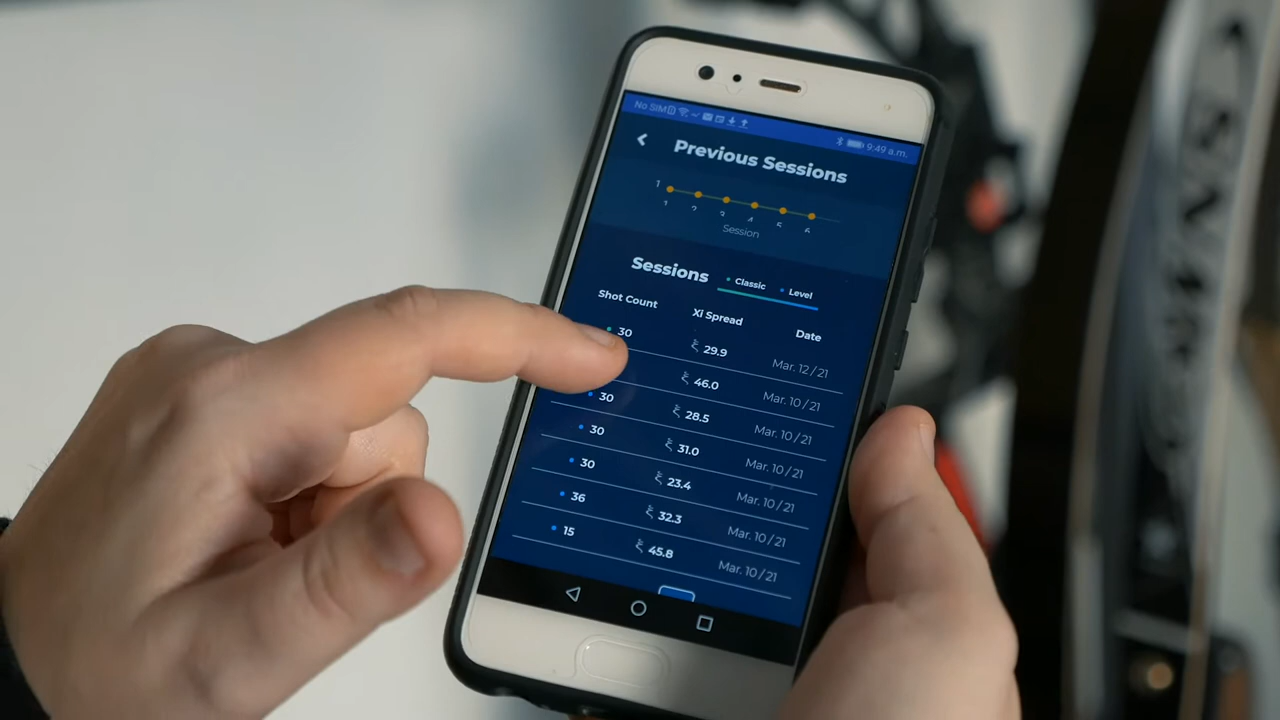 No SIM 9:49 a.m.
Previous Sessions
1
1 2 3 4 5 6
Session
Sessions Classic Level
Shot Count Xi Spread Date
30 ξ 29.9 Mar. 12/21
ξ 46.0 Mar. 10/21
30 ξ 28.5 Mar. 10/21
30 ξ 31.0 Mar. 10/21
30 ξ 23.4 Mar. 10/21
36 ξ 32.3 Mar. 10/21
15 ξ 45.8 Mar. 10/21